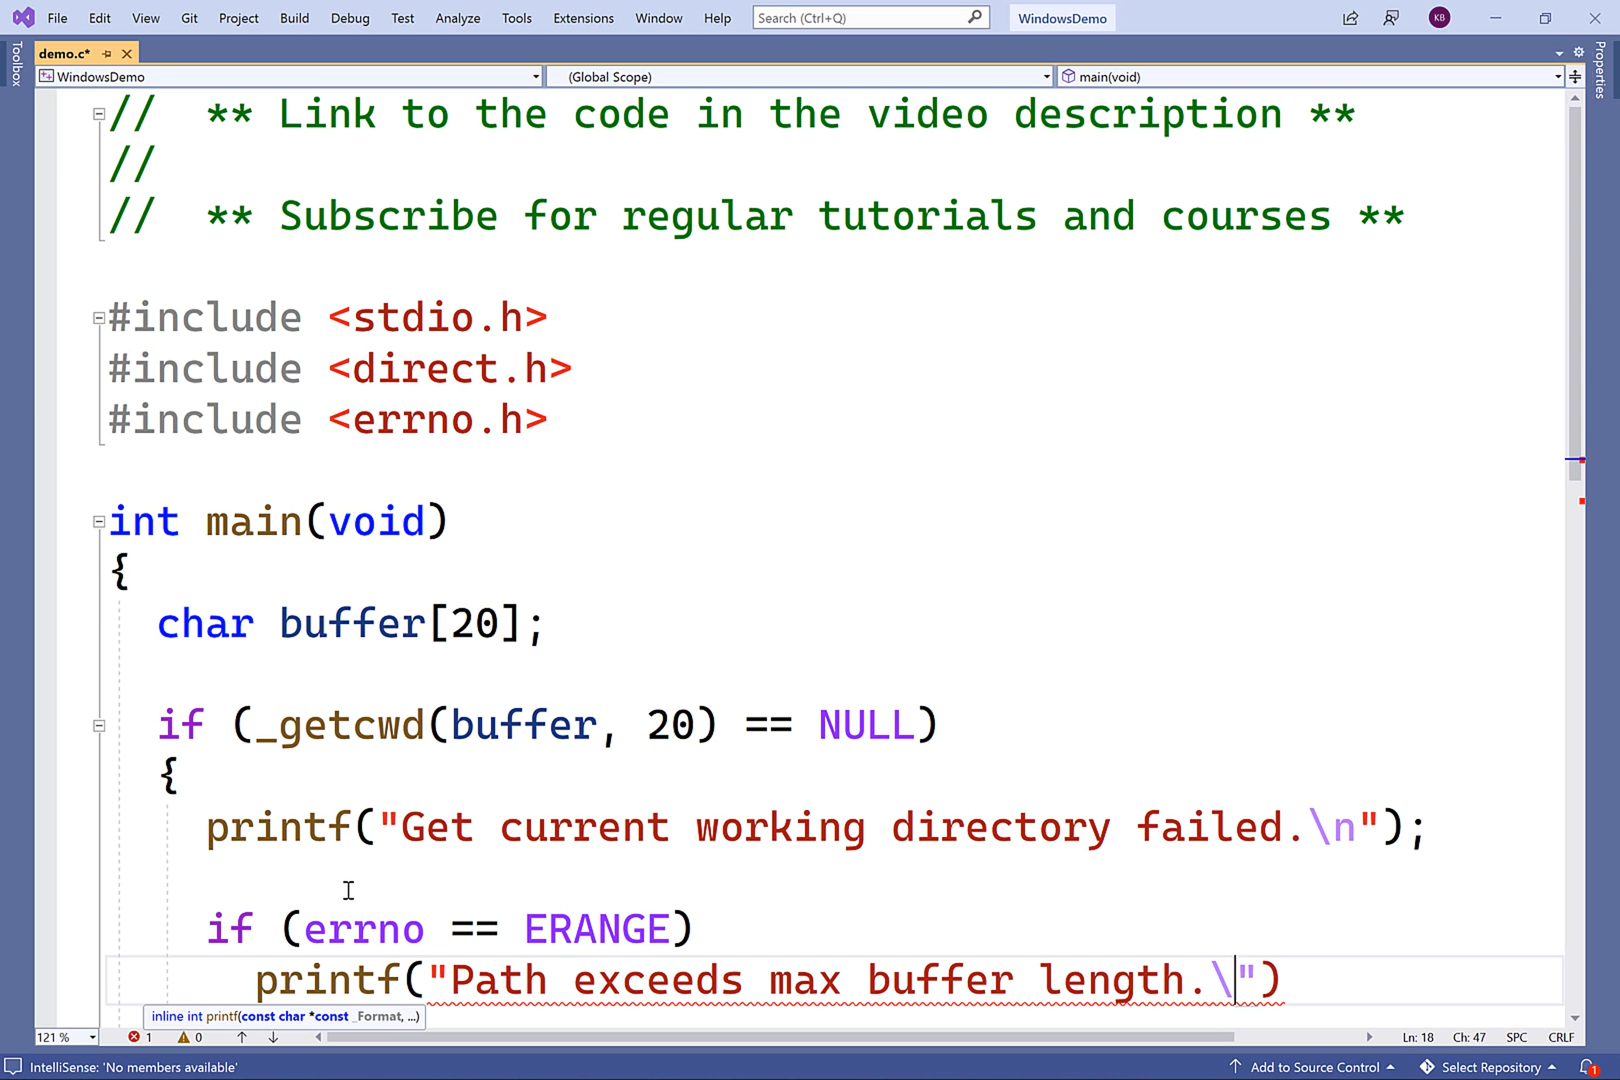 File Edit View Git Project Build Debug Test Analyze Tools Extensions Window Help Search (Ctrl+Q) WindowsDemo KB
demo.c*
WindowsDemo (Global Scope) main(void)
Toolbox
Properties
// ** Link to the code in the video description **
//
// ** Subscribe for regular tutorials and courses **
#include <stdio.h>
#include <direct.h>
#include <errno.h>
int main(void)
{
char buffer[20];
if (_getcwd(buffer, 20) == NULL)
{
printf("Get current working directory failed.\n");
if (errno == ERANGE)
printf("Path exceeds max buffer length.\")
inline int printf(const char *const _Format, ...)
121 % 1 0 Ln: 18 Ch: 47 SPC CRLF
IntelliSense: 'No members available' Add to Source Control Select Repository 1